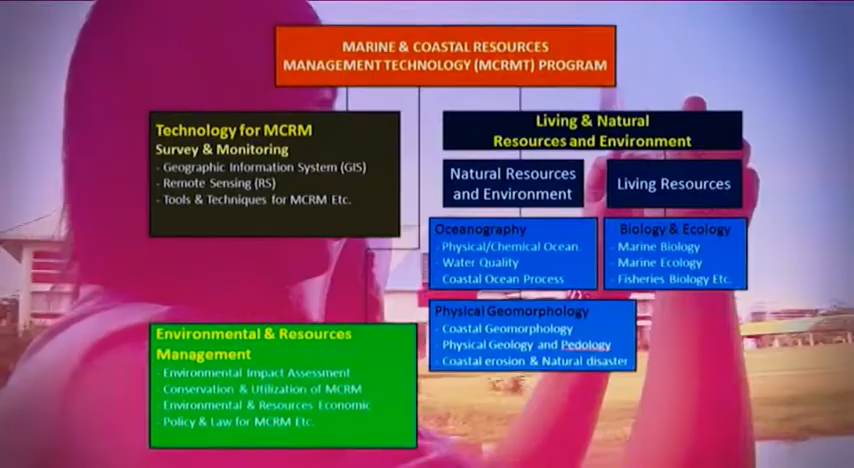 MARINE & COASTAL RESOURCES
MANAGEMENT TECHNOLOGY (MCRMT) PROGRAM
Technology for MCRM
Survey & Monitoring
- Geographic Information System (GIS)
- Remote Sensing (RS)
- Tools & Techniques for MCRM Etc.
Living & Natural
Resources and Environment
Natural Resources
and Environment
Living Resources
Oceanography
- Physical/Chemical Ocean.
- Water Quality
- Coastal Ocean Process
Biology & Ecology
- Marine Biology
- Marine Ecology
- Fisheries Biology Etc.
Physical Geomorphology
- Coastal Geomorphology
- Physical Geology and Pedology
- Coastal erosion & Natural disaster
Environmental & Resources
Management
- Environmental Impact Assessment
- Conservation & Utilization of MCRM
- Environmental & Resources Economic
- Policy & Law for MCRM Etc.